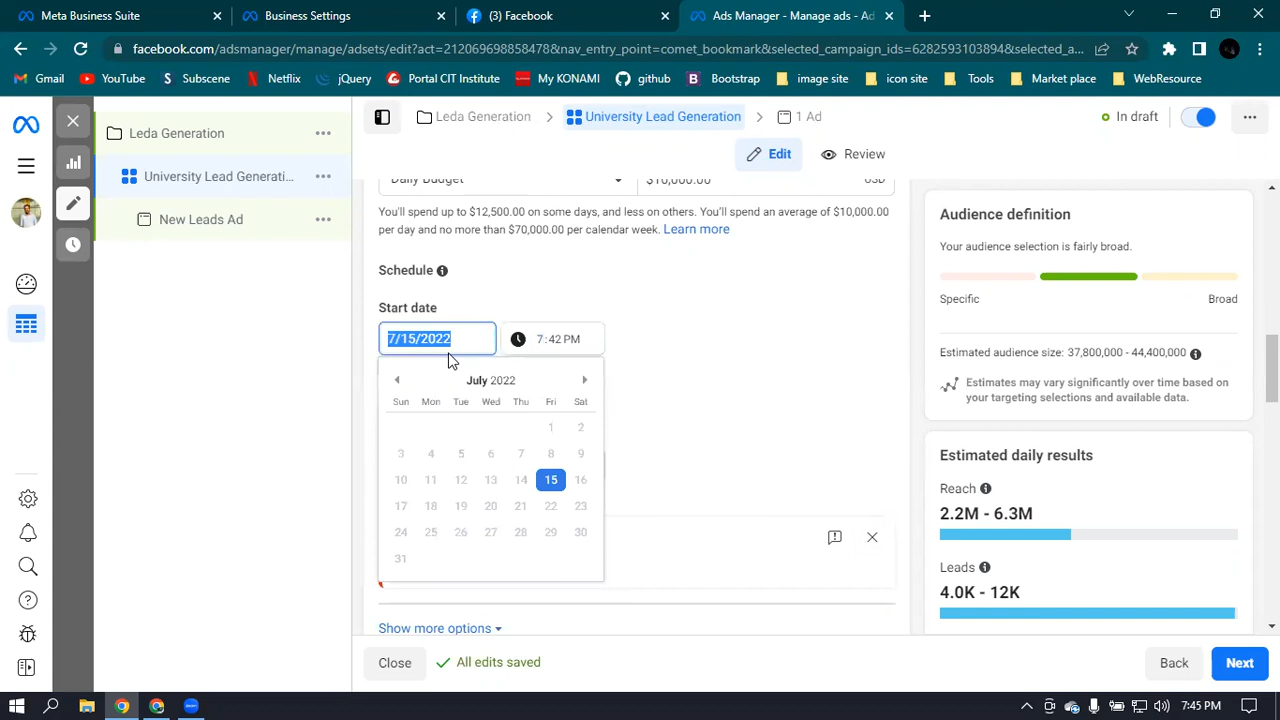 Meta Business Suite
Business Settings
(3) Facebook
Ads Manager - Manage ads - Ad
facebook.com/adsmanager/manage/adsets/edit?act=212069698858478&nav_entry_point=comet_bookmark&selected_campaign_ids=6282593103894&selected_a...
Gmail YouTube Subscene Netflix jQuery Portal CIT Institute My KONAMI github Bootstrap image site icon site Tools Market place WebResource
Leda Generation
University Lead Generati...
New Leads Ad
Leda Generation > University Lead Generation > 1 Ad
In draft
Edit
Review
Daily Budget
$10,000.00
USD
You'll spend up to $12,500.00 on some days, and less on others. You'll spend an average of $10,000
per day and no more than $70,000.00 per calendar week. Learn more
Schedule
Start date
7/15/2022
7:42 PM
July 2022
Sun Mon Tue Wed Thu Fri Sat
1 2
3 4 5 6 7 8 9
10 11 12 13 14 15 16
17 18 19 20 21 22 23
24 25 26 27 28 29 30
31
Show more options
Close
All edits saved
Back
Next
Audience definition
Your audience selection is fairly broad.
Specific
Broad
Estimated audience size: 37,800,000 - 44,400,000
Estimates may vary significantly over time based on
your targeting selections and available data.
Estimated daily results
Reach
2.2M - 6.3M
Leads
4.0K - 12K
7:45 PM